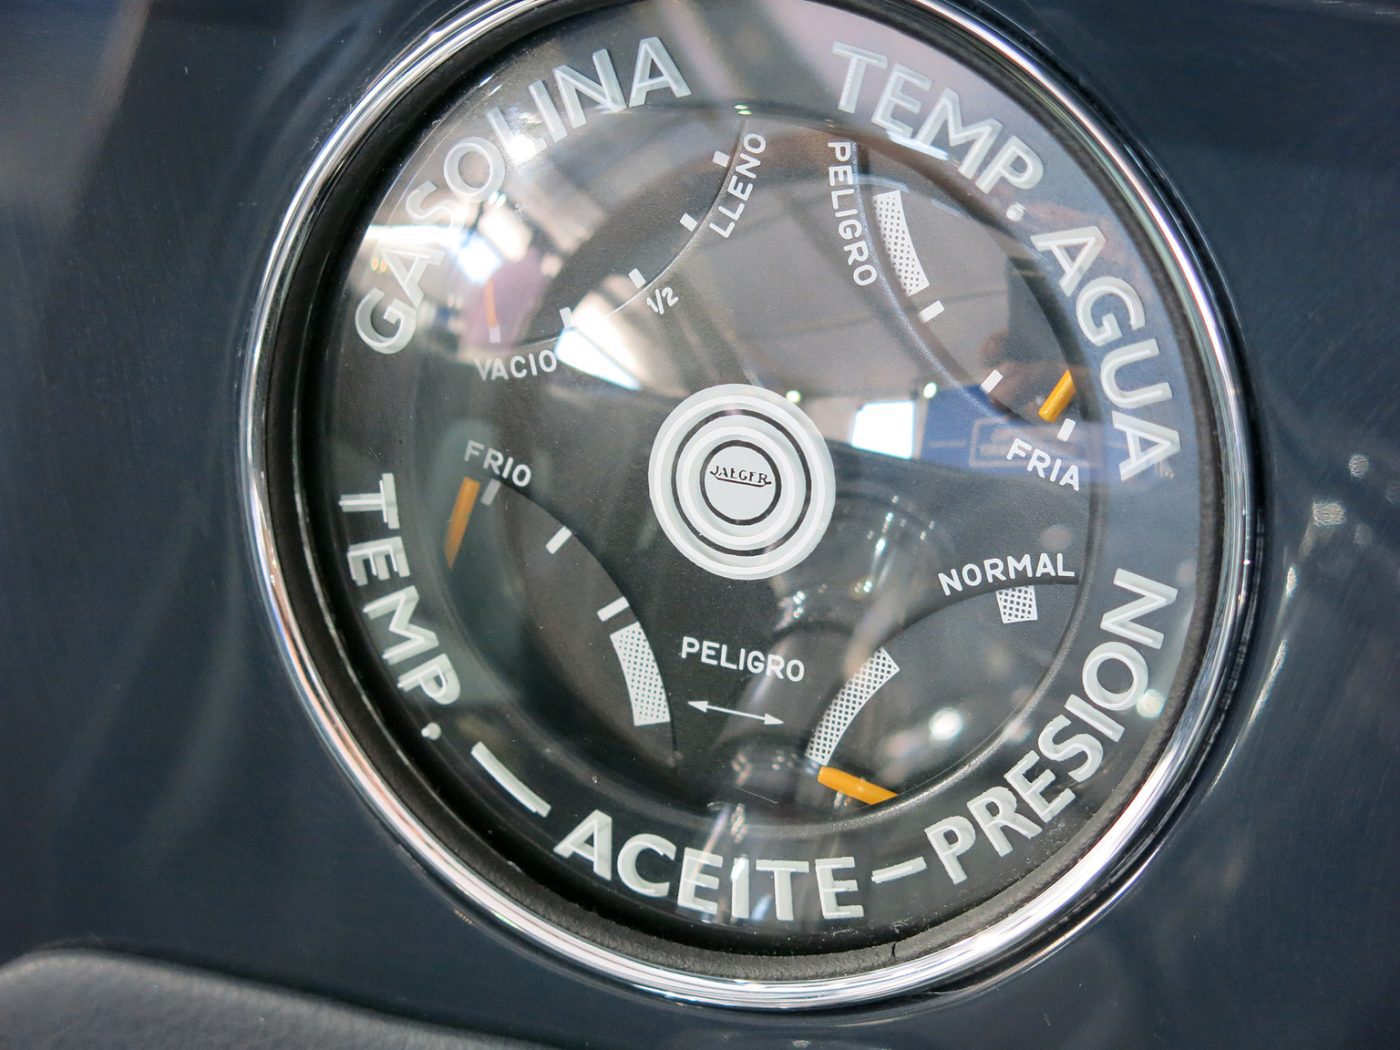 GASOLINA
TEMP. AGUA
LLENO
1/2
VACIO
PELIGRO
FRIA
JAEGER
FRIO
NORMAL
PELIGRO
TEMP. — ACEITE — PRESION